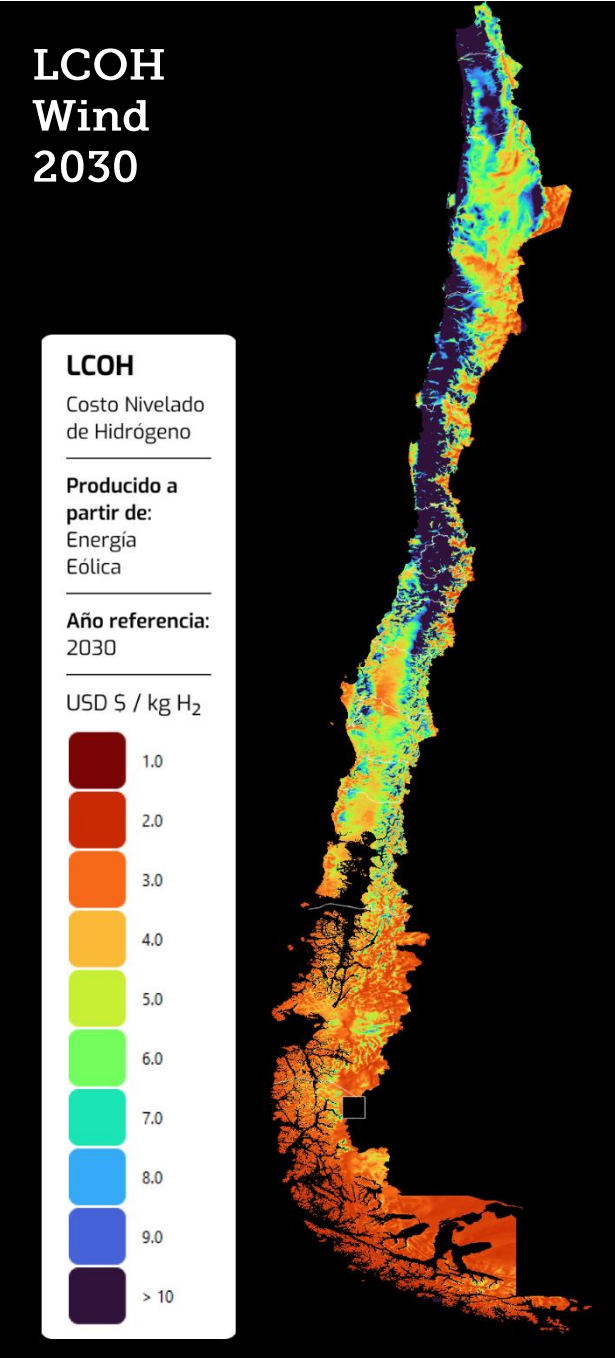 LCOH
Wind
2030
LCOH
Costo Nivelado
de Hidrógeno
Producido a
partir de:
Energía
Eólica
Año referencia:
2030
USD $ / kg H₂
1.0
2.0
3.0
4.0
5.0
6.0
7.0
8.0
9.0
> 10